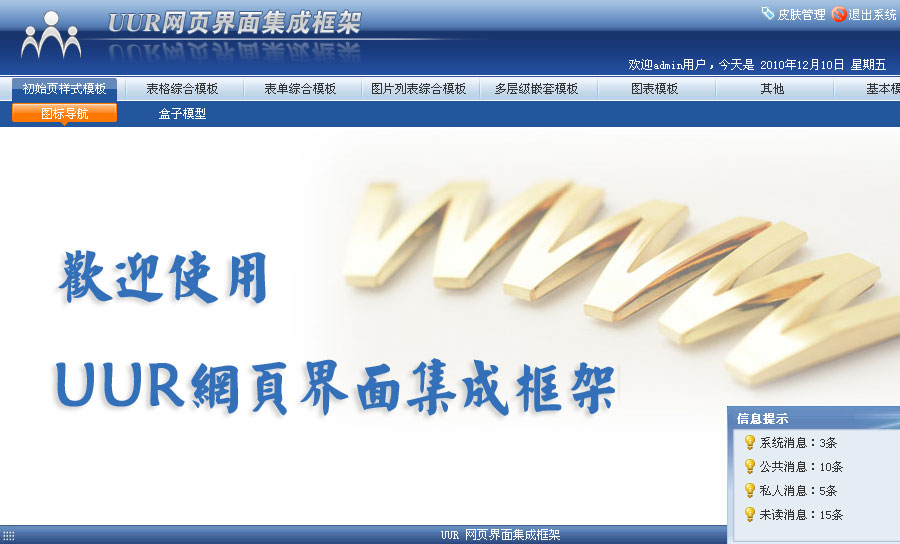 UUR网页界面集成框架
皮肤管理 退出系统
欢迎admin用户，今天是 2010年12月10日 星期五
初始页样式模板 表格综合模板 表单综合模板 图片列表综合模板 多层级嵌套模板 图表模板 其他 基本模
图标导航 盒子模型
歡迎使用
UUR網頁界面集成框架
信息提示
系统消息：3条
公共消息：10条
私人消息：5条
未读消息：15条
UUR 网页界面集成框架